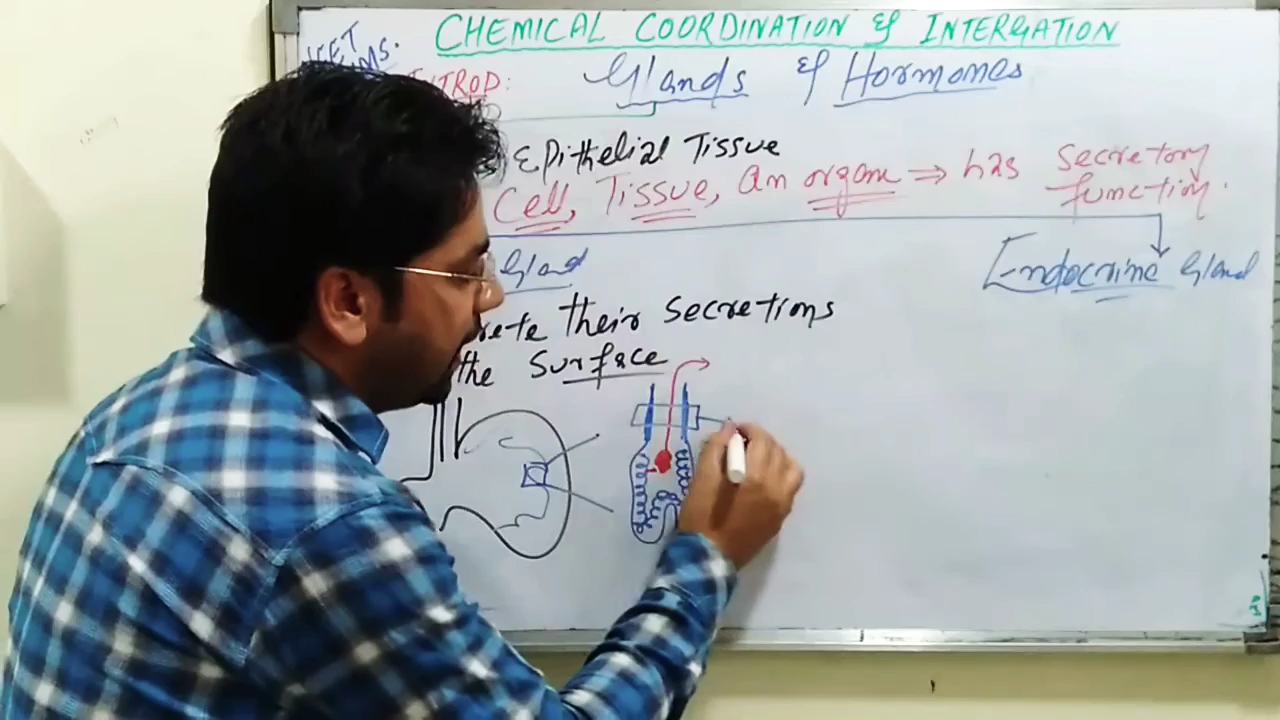 CHEMICAL COORDINATION & INTERGATION
Glands & Hormones
Epithelial Tissue
Cell, Tissue, an organe ⇒ has secretory
function.
Gland
Endocrine Gland
their secretions
the surface